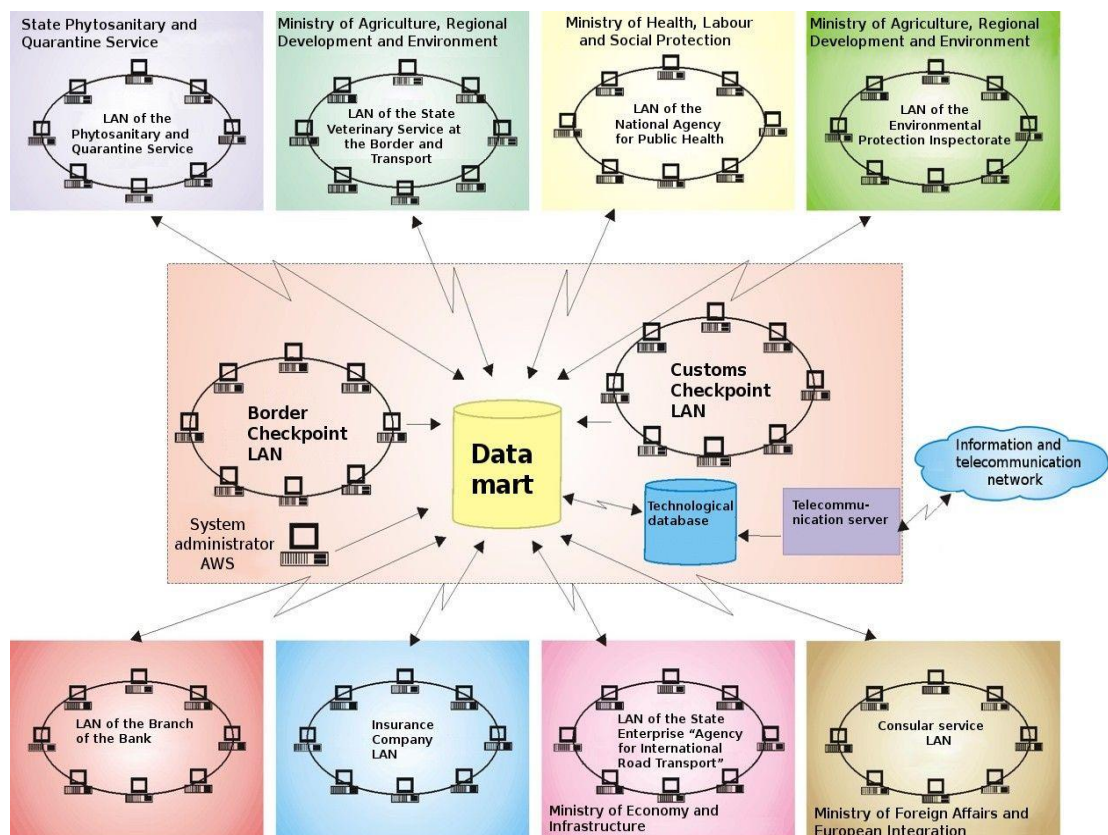 State Phytosanitary and
Quarantine Service
LAN of the
Phytosanitary and
Quarantine Service
Ministry of Agriculture, Regional
Development and Environment
LAN of the State
Veterinary Service at
the Border and
Transport
Ministry of Health, Labour
and Social Protection
LAN of the
National Agency
for Public Health
Ministry of Agriculture, Regional
Development and Environment
LAN of the
Environmental
Protection Inspectorate
Border
Checkpoint
LAN
Customs
Checkpoint
LAN
Data
mart
System
administrator
AWS
Technological
database
Telecommu-
nication server
Information and
telecommunication
network
LAN of the Branch
of the Bank
Insurance
Company
LAN
LAN of the State
Enterprise “Agency
for International
Road Transport”
Ministry of Economy and
Infrastructure
Consular service
LAN
Ministry of Foreign Affairs and
European Integration